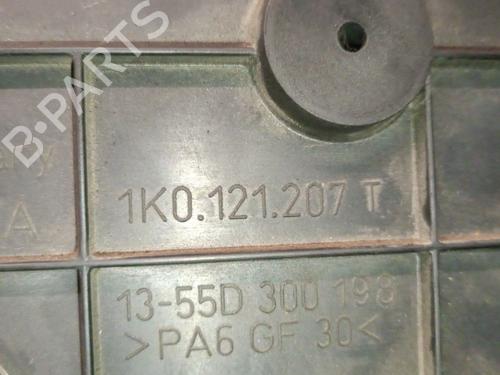 B-PARTS
1K0.121.207 T
A
13-55D 300 198
>PA6 GF 30<